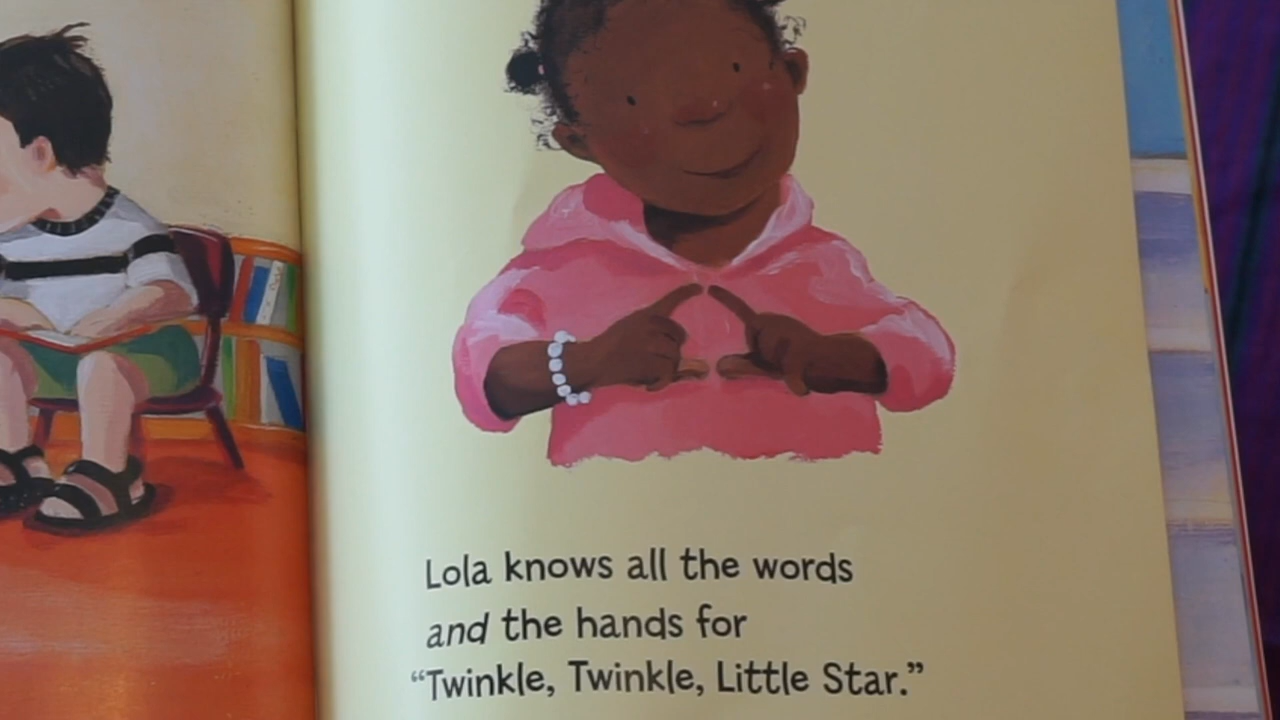 Lola knows all the words
and the hands for
“Twinkle, Twinkle, Little Star.”